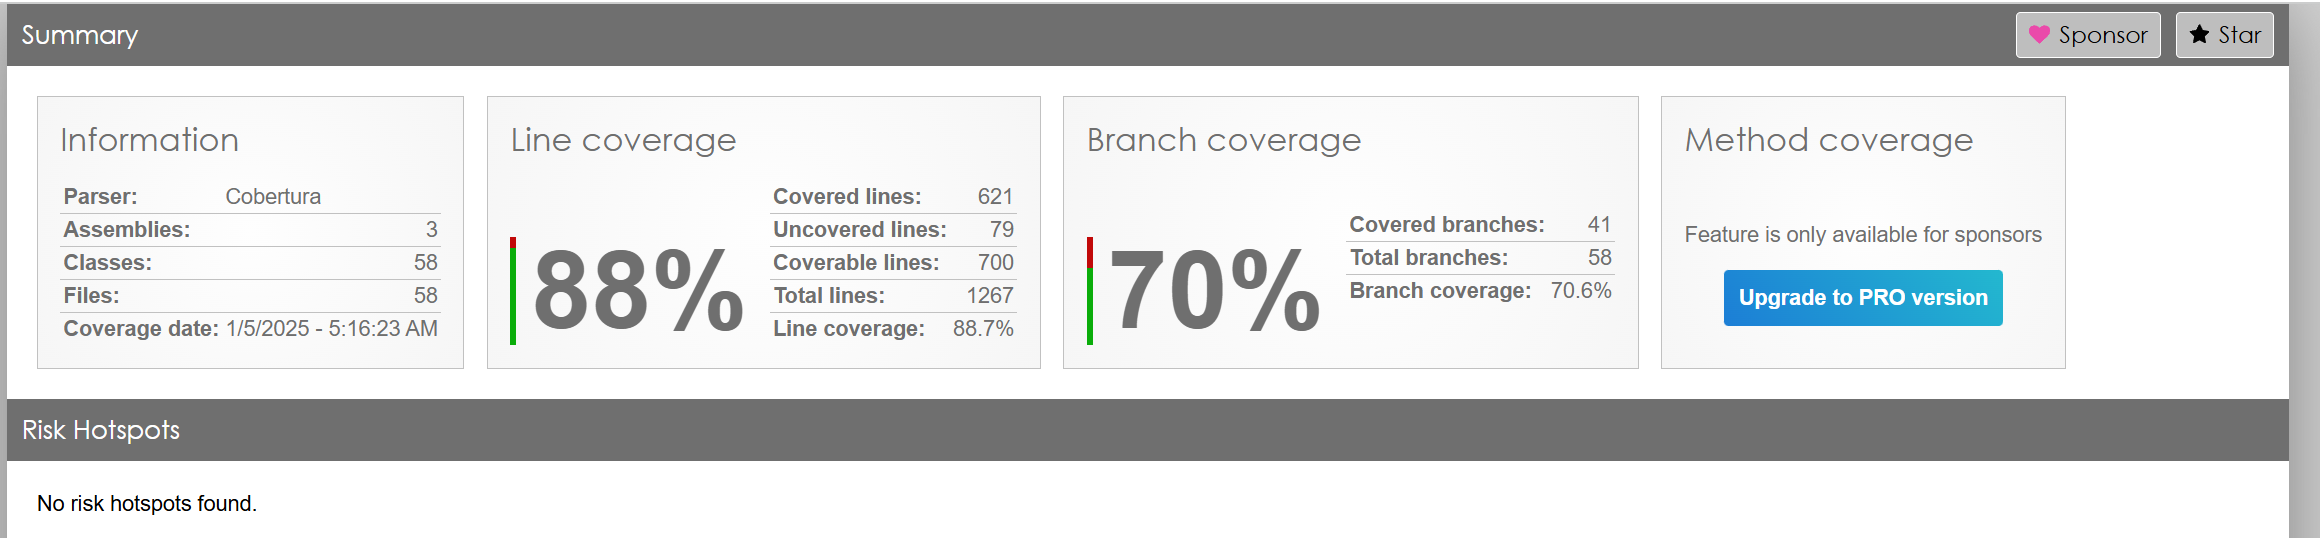 Summary
Sponsor
Star
Information
Parser: Cobertura
Assemblies: 3
Classes: 58
Files: 58
Coverage date: 1/5/2025 - 5:16:23 AM
Line coverage
88%
Covered lines: 621
Uncovered lines: 79
Coverable lines: 700
Total lines: 1267
Line coverage: 88.7%
Branch coverage
70%
Covered branches: 41
Total branches: 58
Branch coverage: 70.6%
Method coverage
Feature is only available for sponsors
Upgrade to PRO version
Risk Hotspots
No risk hotspots found.